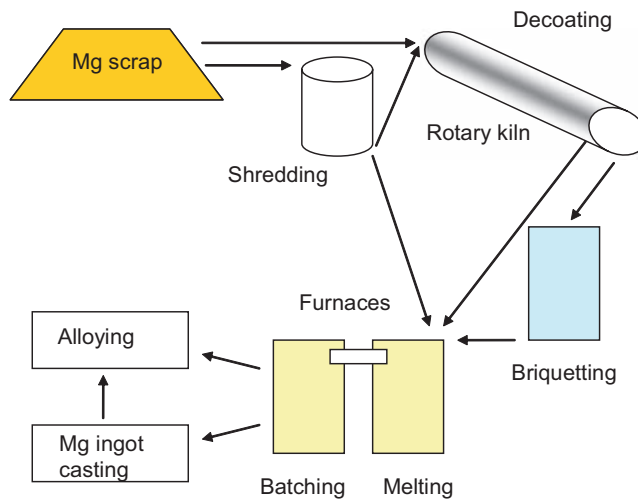 Decoating
Mg scrap
Rotary kiln
Shredding
Furnaces
Alloying
Briquetting
Mg ingot
casting
Batching
Melting